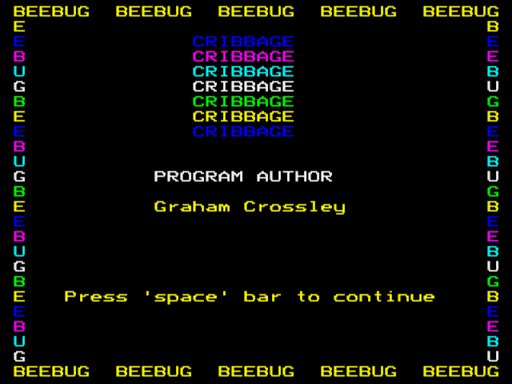 BEEBUG BEEBUG BEEBUG BEEBUG BEEBUG
E B
E CRIBBAGE E
B CRIBBAGE E
U CRIBBAGE B
G CRIBBAGE U
B CRIBBAGE G
E CRIBBAGE B
E CRIBBAGE E
B E
U B
G PROGRAM AUTHOR U
B G
E Graham Crossley B
E E
B E
U B
G U
B G
E Press 'space' bar to continue B
E E
B E
U B
G U
BEEBUG BEEBUG BEEBUG BEEBUG BEEBUG